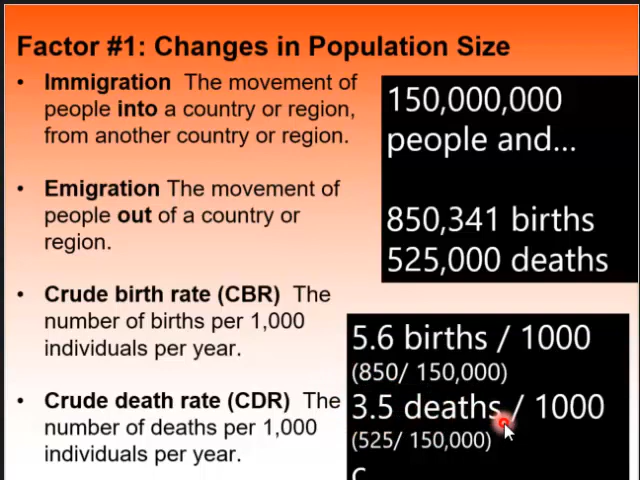 Factor #1: Changes in Population Size
• Immigration The movement of
people into a country or region,
from another country or region.
• Emigration The movement of
people out of a country or
region.
• Crude birth rate (CBR) The
number of births per 1,000
individuals per year.
• Crude death rate (CDR) The
number of deaths per 1,000
individuals per year.
150,000,000
people and...
850,341 births
525,000 deaths
5.6 births / 1000
(850/ 150,000)
3.5 deaths / 1000
(525/ 150,000)